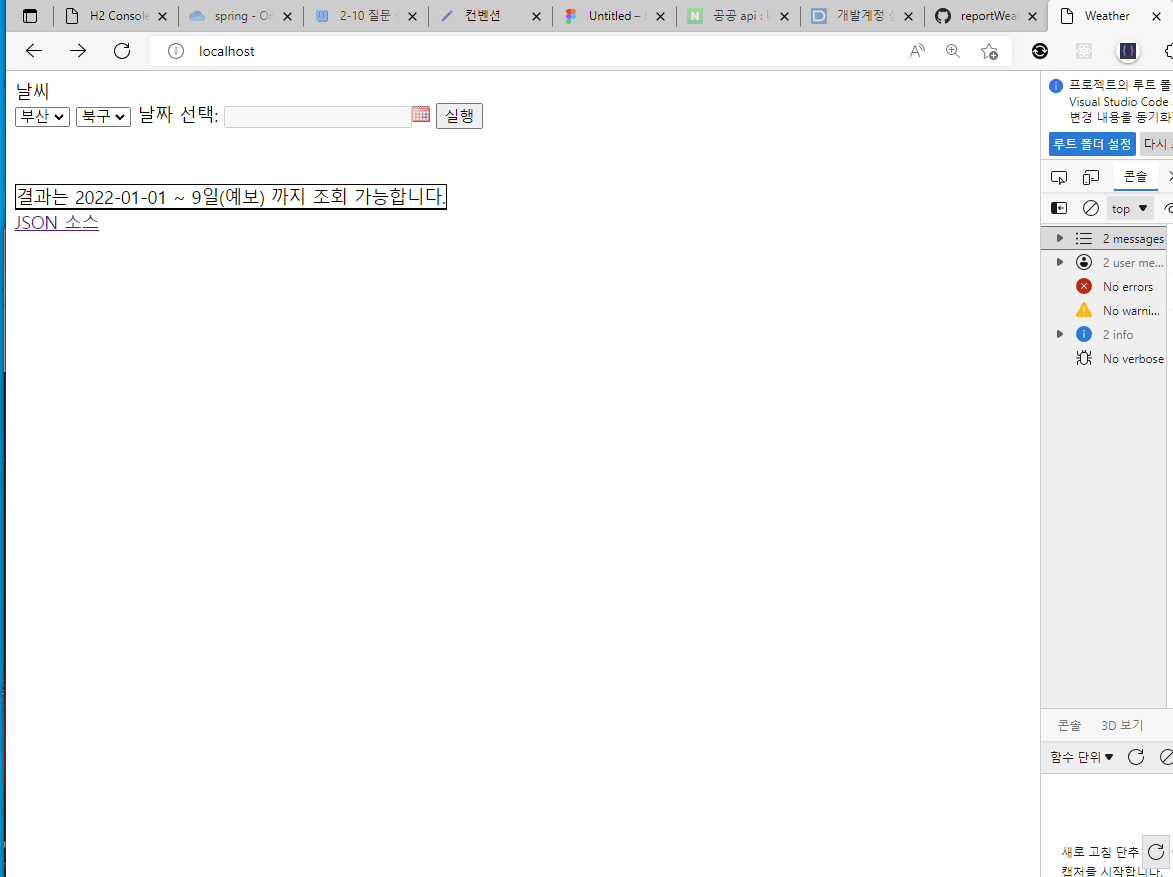 H2 Console
spring - On
2-10 질문
컨벤션
Untitled –
공공 api :
개발계정
reportWea
Weather
localhost
날씨
부산 북구 날짜 선택: 실행
결과는 2022-01-01 ~ 9일(예보) 까지 조회 가능합니다.
JSON 소스
프로젝트의 루트 폴
Visual Studio Code
변경 내용을 동기화
루트 폴더 설정 다시
콘솔
top
2 messages
2 user me...
No errors
No warni...
2 info
No verbose
콘솔 3D 보기
함수 단위
새로 고침 단추
캡처를 시작합니다.